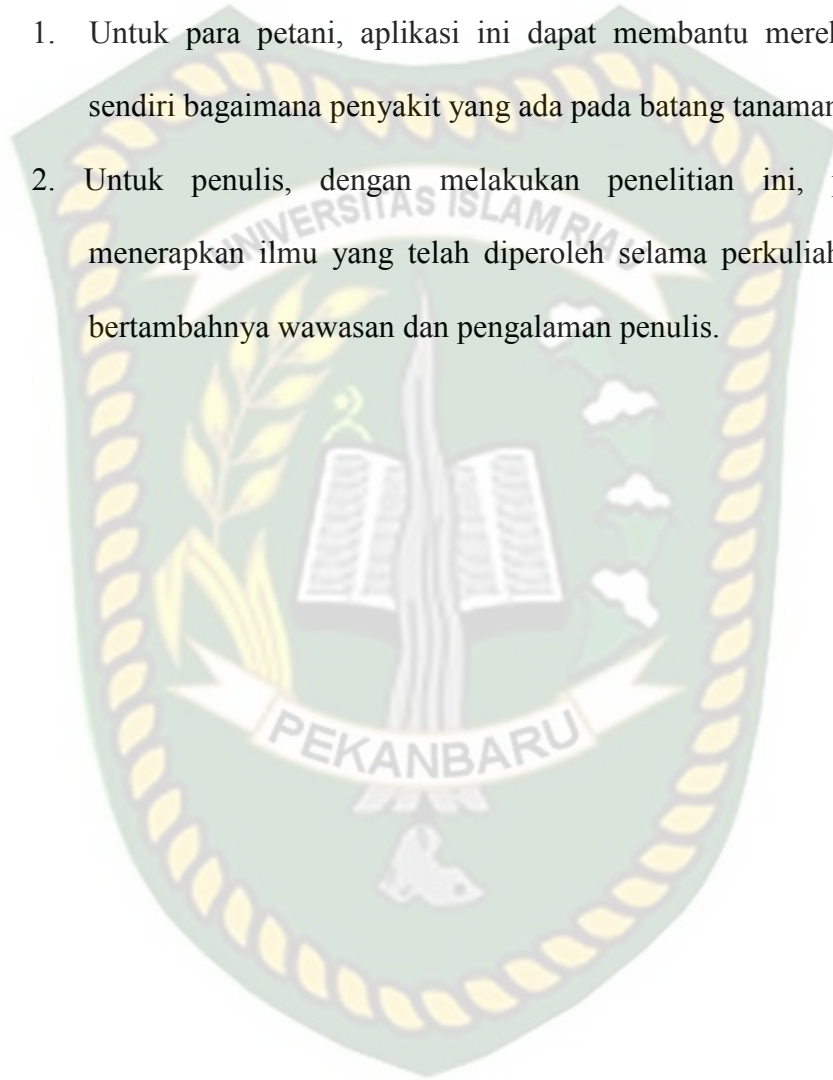 1. Untuk para petani, aplikasi ini dapat membantu
sendiri bagaimana penyakit yang ada pada batang tanaman
2. Untuk penulis, dengan melakukan penelitian ini,
menerapkan ilmu yang telah diperoleh selama
bertambahnya wawasan dan pengalaman penulis.
UNIVERSITAS ISLAM RIAU
PEKANBARU